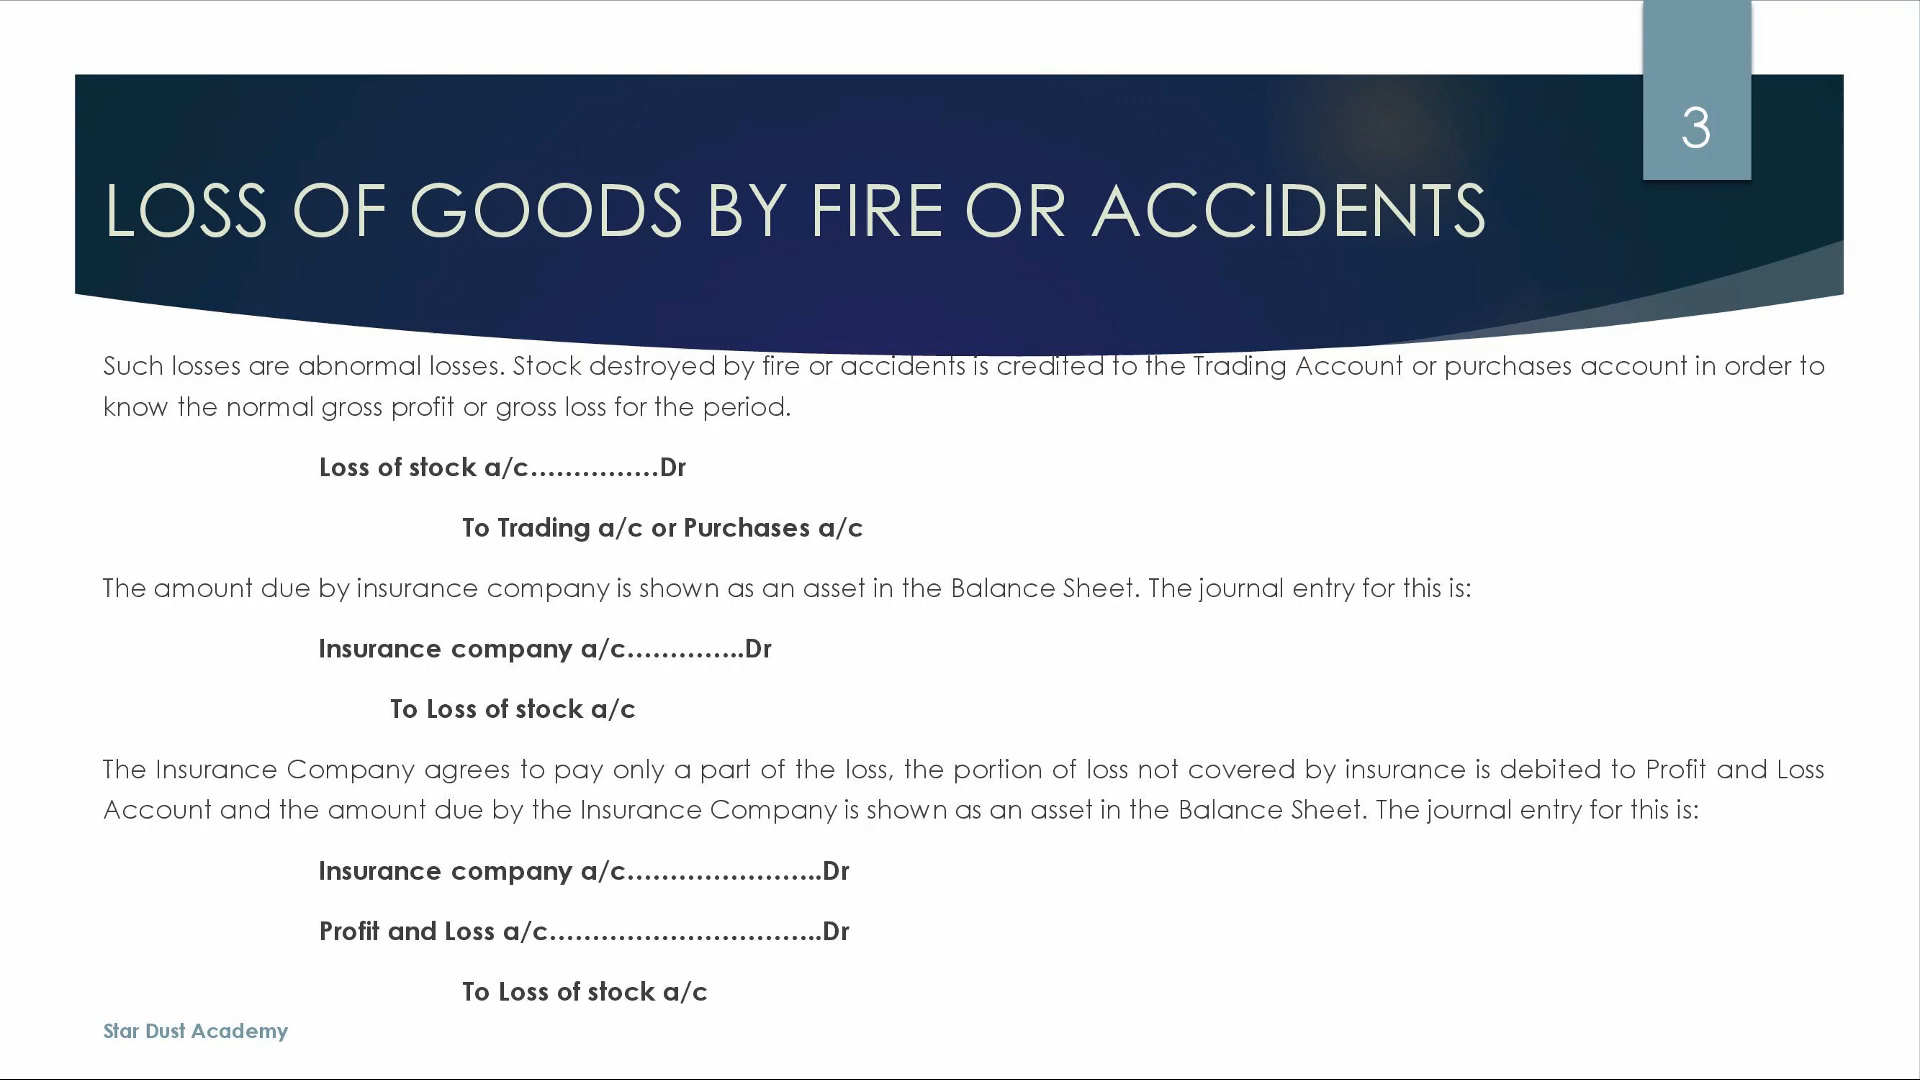 3
LOSS OF GOODS BY FIRE OR ACCIDENTS
Such losses are abnormal losses. Stock destroyed by fire or accidents is credited to the Trading Account or purchases account in order to
know the normal gross profit or gross loss for the period.
Loss of stock a/c……………Dr
To Trading a/c or Purchases a/c
The amount due by insurance company is shown as an asset in the Balance Sheet. The journal entry for this is:
Insurance company a/c…………..Dr
To Loss of stock a/c
The Insurance Company agrees to pay only a part of the loss, the portion of loss not covered by insurance is debited to Profit and Loss
Account and the amount due by the Insurance Company is shown as an asset in the Balance Sheet. The journal entry for this is:
Insurance company a/c…………………..Dr
Profit and Loss a/c…………………………..Dr
To Loss of stock a/c
Star Dust Academy